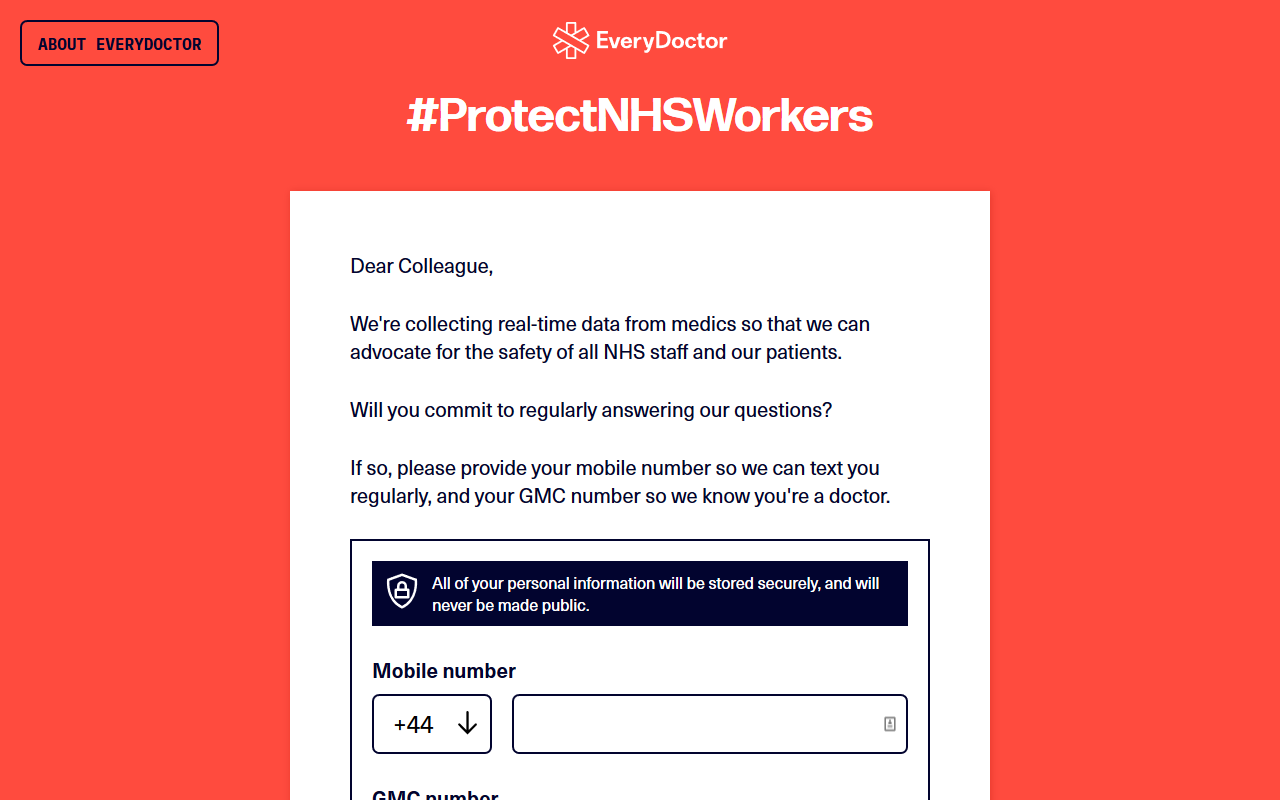 ABOUT EVERYDOCTOR
EveryDoctor
#ProtectNHSWorkers
Dear Colleague,
We're collecting real-time data from medics so that we can
advocate for the safety of all NHS staff and our patients.
Will you commit to regularly answering our questions?
If so, please provide your mobile number so we can text you
regularly, and your GMC number so we know you're a doctor.
All of your personal information will be stored securely, and will
never be made public.
Mobile number
+44
GMC number